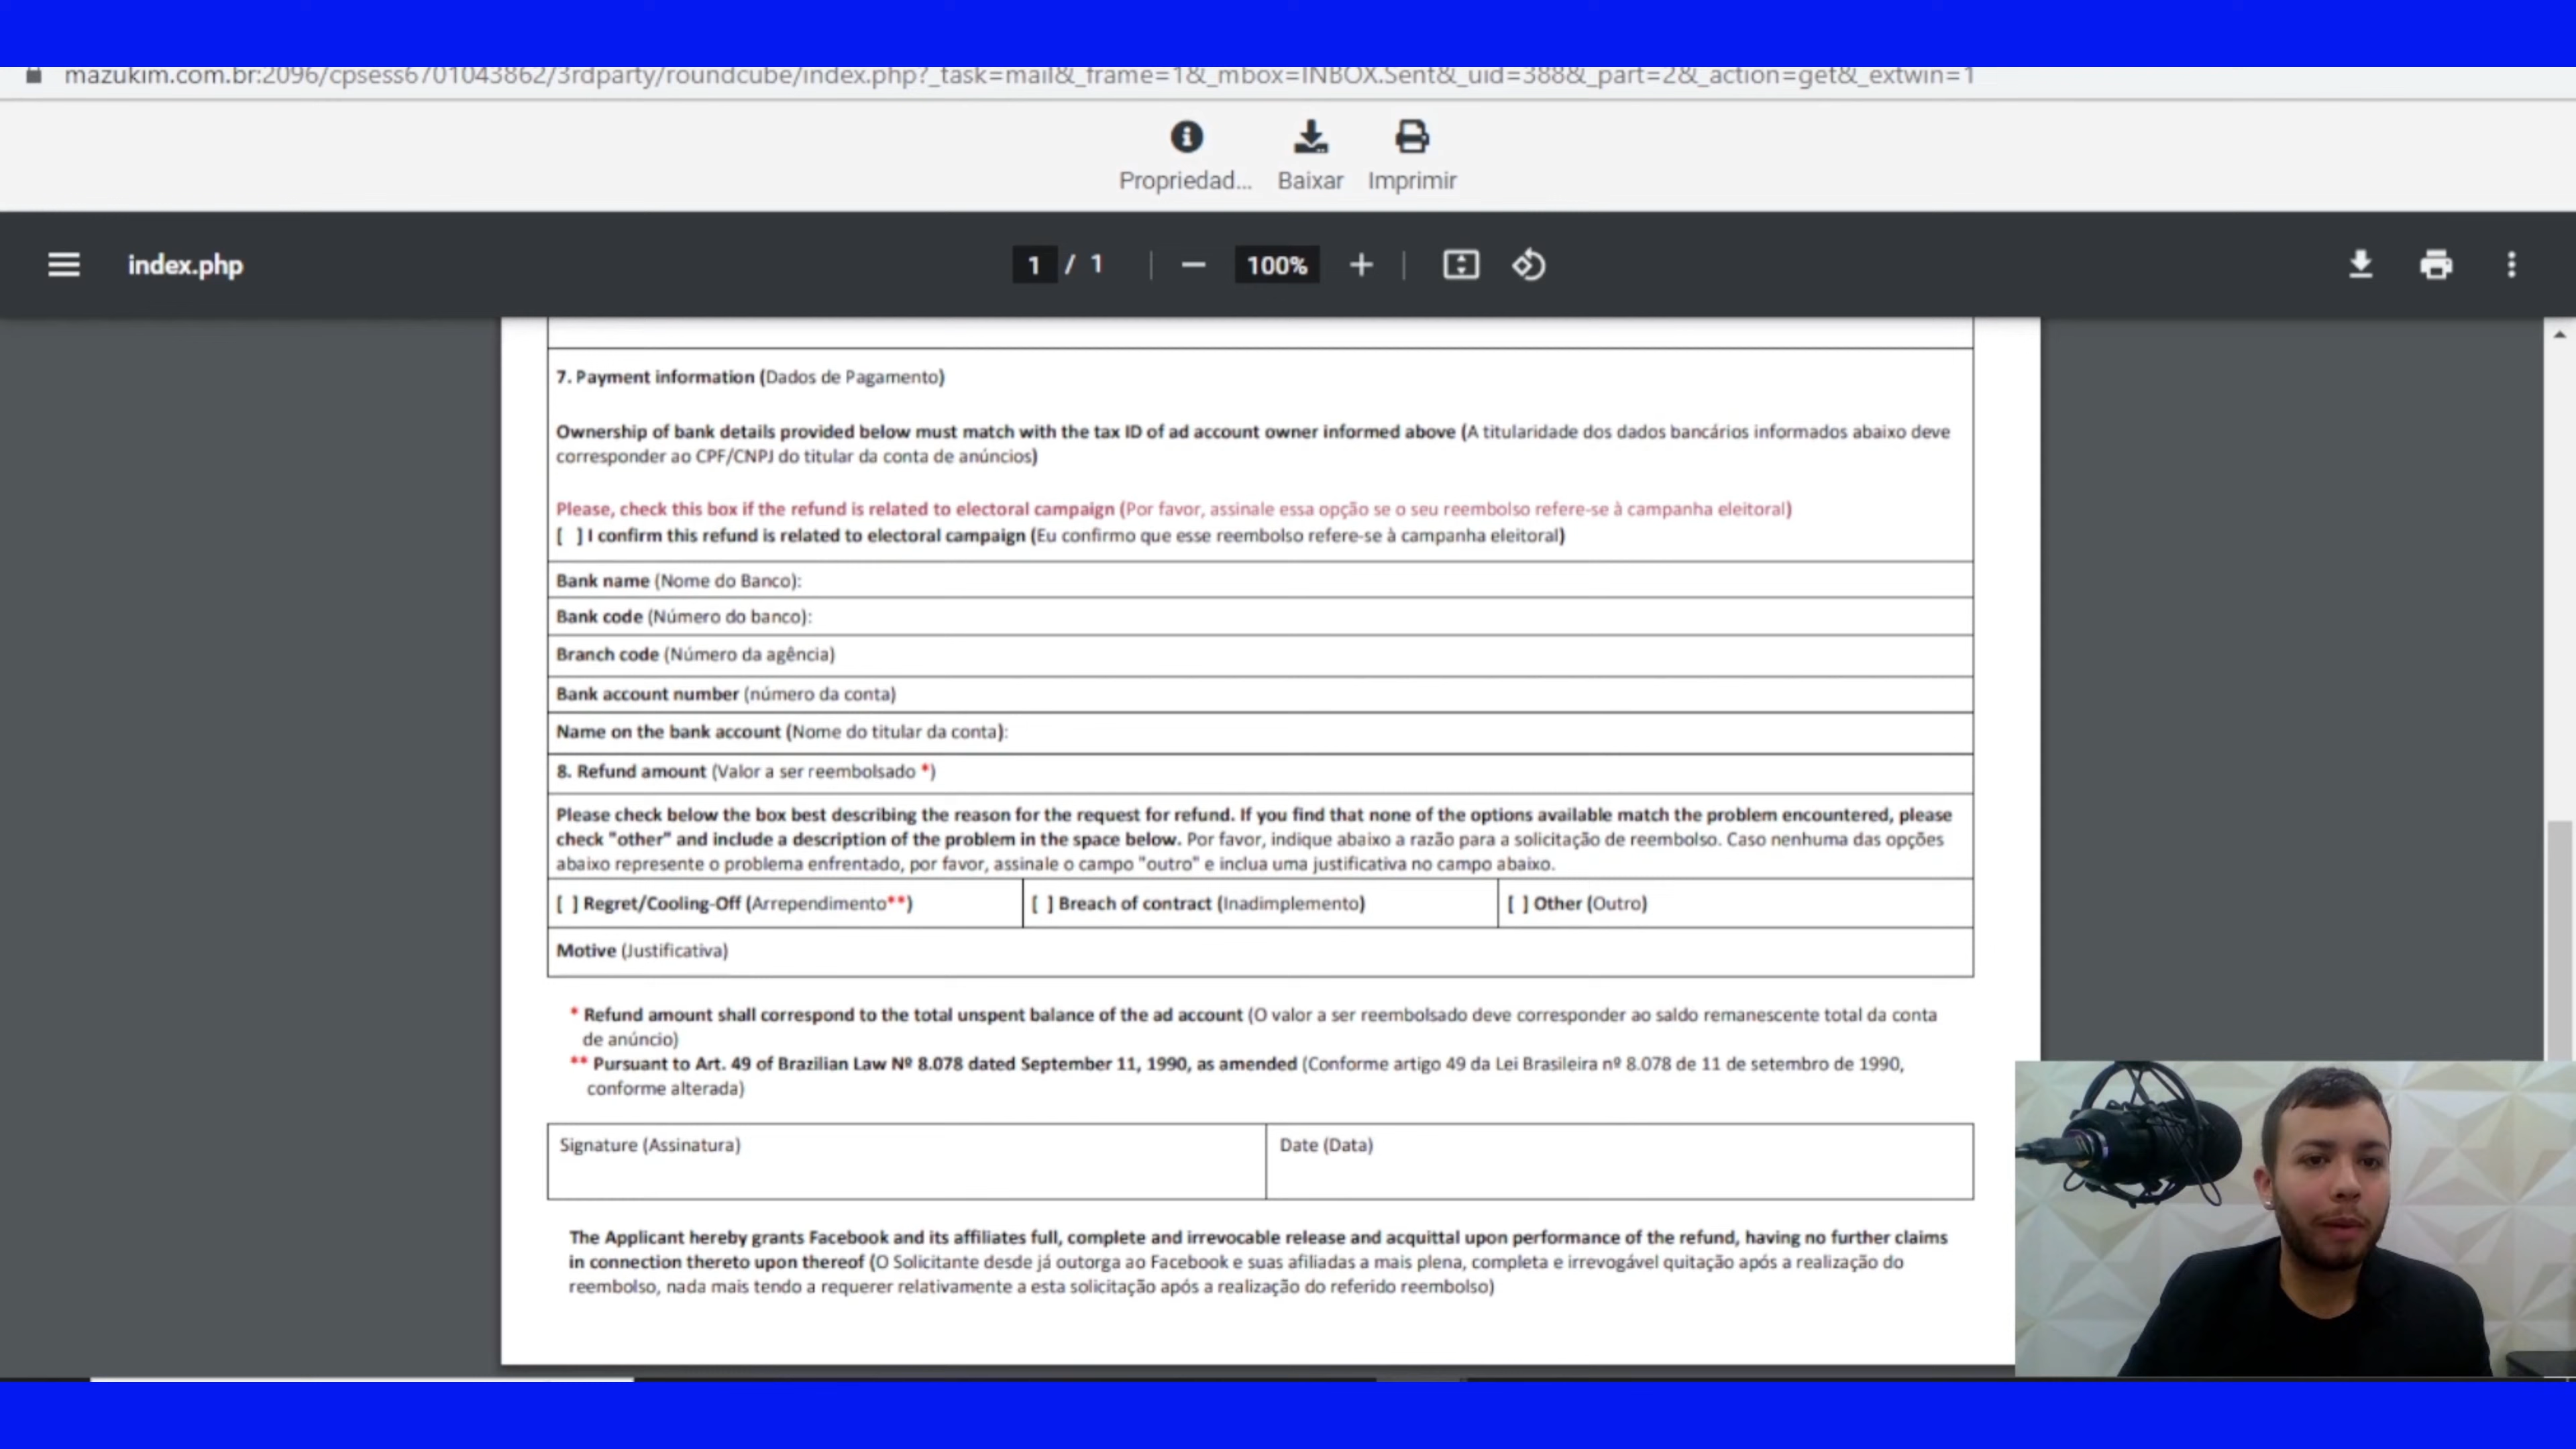 mazukim.com.br:2096/cpsess6701043862/3rdparty/roundcube/index.php?_task=mail&_frame=1&_mbox=INBOX.Sent&_uid=388&_part=2&_action=get&_extwin=1
Propriedad... Baixar Imprimir
index.php 1 / 1 100%
7. Payment information (Dados de Pagamento)
Ownership of bank details provided below must match with the tax ID of ad account owner informed above (A titularidade dos dados bancários informados abaixo deve
corresponder ao CPF/CNPJ do titular da conta de anúncios)
Please, check this box if the refund is related to electoral campaign (Por favor, assinale essa opção se o seu reembolso refere-se à campanha eleitoral)
[ ] I confirm this refund is related to electoral campaign (Eu confirmo que esse reembolso refere-se à campanha eleitoral)
Bank name (Nome do Banco):
Bank code (Número do banco):
Branch code (Número da agência)
Bank account number (número da conta)
Name on the bank account (Nome do titular da conta):
8. Refund amount (Valor a ser reembolsado *)
Please check below the box best describing the reason for the request for refund. If you find that none of the options available match the problem encountered, please
check "other" and include a description of the problem in the space below. Por favor, indique abaixo a razão para a solicitação de reembolso. Caso nenhuma das opções
abaixo represente o problema enfrentado, por favor, assinale o campo "outro" e inclua uma justificativa no campo abaixo.
[ ] Regret/Cooling-Off (Arrependimento**) [ ] Breach of contract (Inadimplemento) [ ] Other (Outro)
Motive (Justificativa)
* Refund amount shall correspond to the total unspent balance of the ad account (O valor a ser reembolsado deve corresponder ao saldo remanescente total da conta
de anúncio)
** Pursuant to Art. 49 of Brazilian Law Nº 8.078 dated September 11, 1990, as amended (Conforme artigo 49 da Lei Brasileira nº 8.078 de 11 de setembro de 1990,
conforme alterada)
Signature (Assinatura) Date (Data)
The Applicant hereby grants Facebook and its affiliates full, complete and irrevocable release and acquittal upon performance of the refund, having no further claims
in connection thereto upon thereof (O Solicitante desde já outorga ao Facebook e suas afiliadas a mais plena, completa e irrevogável quitação após a realização do
reembolso, nada mais tendo a requerer relativamente a esta solicitação após a realização do referido reembolso)